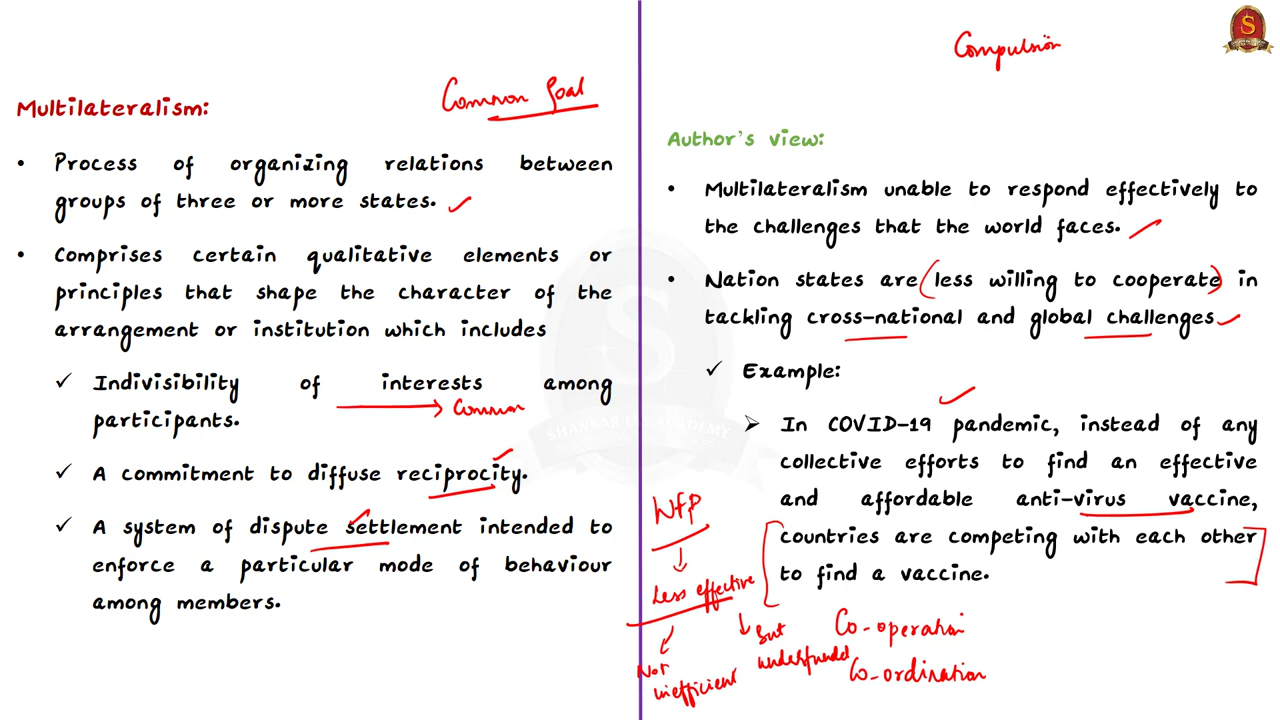 Common Goal
Multilateralism:
• Process of organizing relations between
groups of three or more states.
• Comprises certain qualitative elements or
principles that shape the character of the
arrangement or institution which includes
✓ Indivisibility of interests among
Common
participants.
✓ A commitment to diffuse reciprocity.
✓ A system of dispute settlement intended to
enforce a particular mode of behaviour
among members.
Compulsion
Author's view:
• Multilateralism unable to respond effectively to
the challenges that the world faces.
• Nation states are (less willing to cooperate) in
tackling cross-national and global challenges.
✓ Example:
➢ In COVID-19 pandemic, instead of any
collective efforts to find an effective
and affordable anti-virus vaccine,
countries are competing with each other
to find a vaccine.
WFP
Less effective
Not
inefficient
But
underfunded
Co-operation
Co-ordination
S